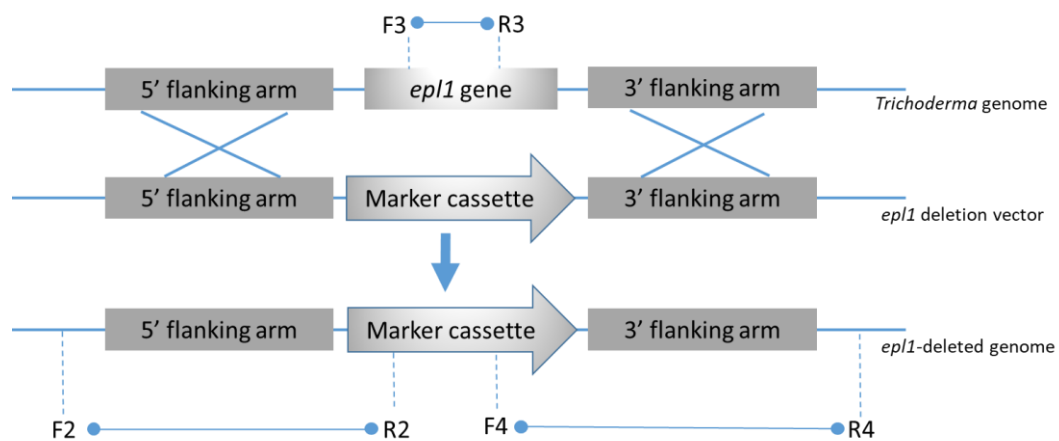 F3 R3
5’ flanking arm epl1 gene 3’ flanking arm
Trichoderma genome
5’ flanking arm Marker cassette 3’ flanking arm
epl1 deletion vector
5’ flanking arm Marker cassette 3’ flanking arm
epl1-deleted genome
F2 R2 F4 R4